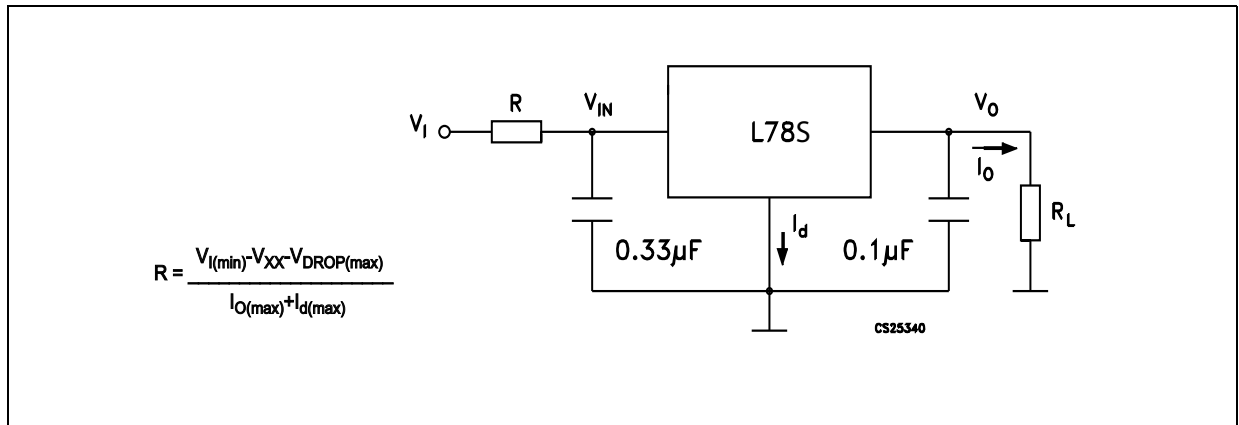 R
V_IN
V_O
V_I
L78S
I_O
R_L
I_d
0.33µF
0.1µF
R = V_I(min)-V_XX-V_DROP(max)
I_O(max)+I_d(max)
CS25340